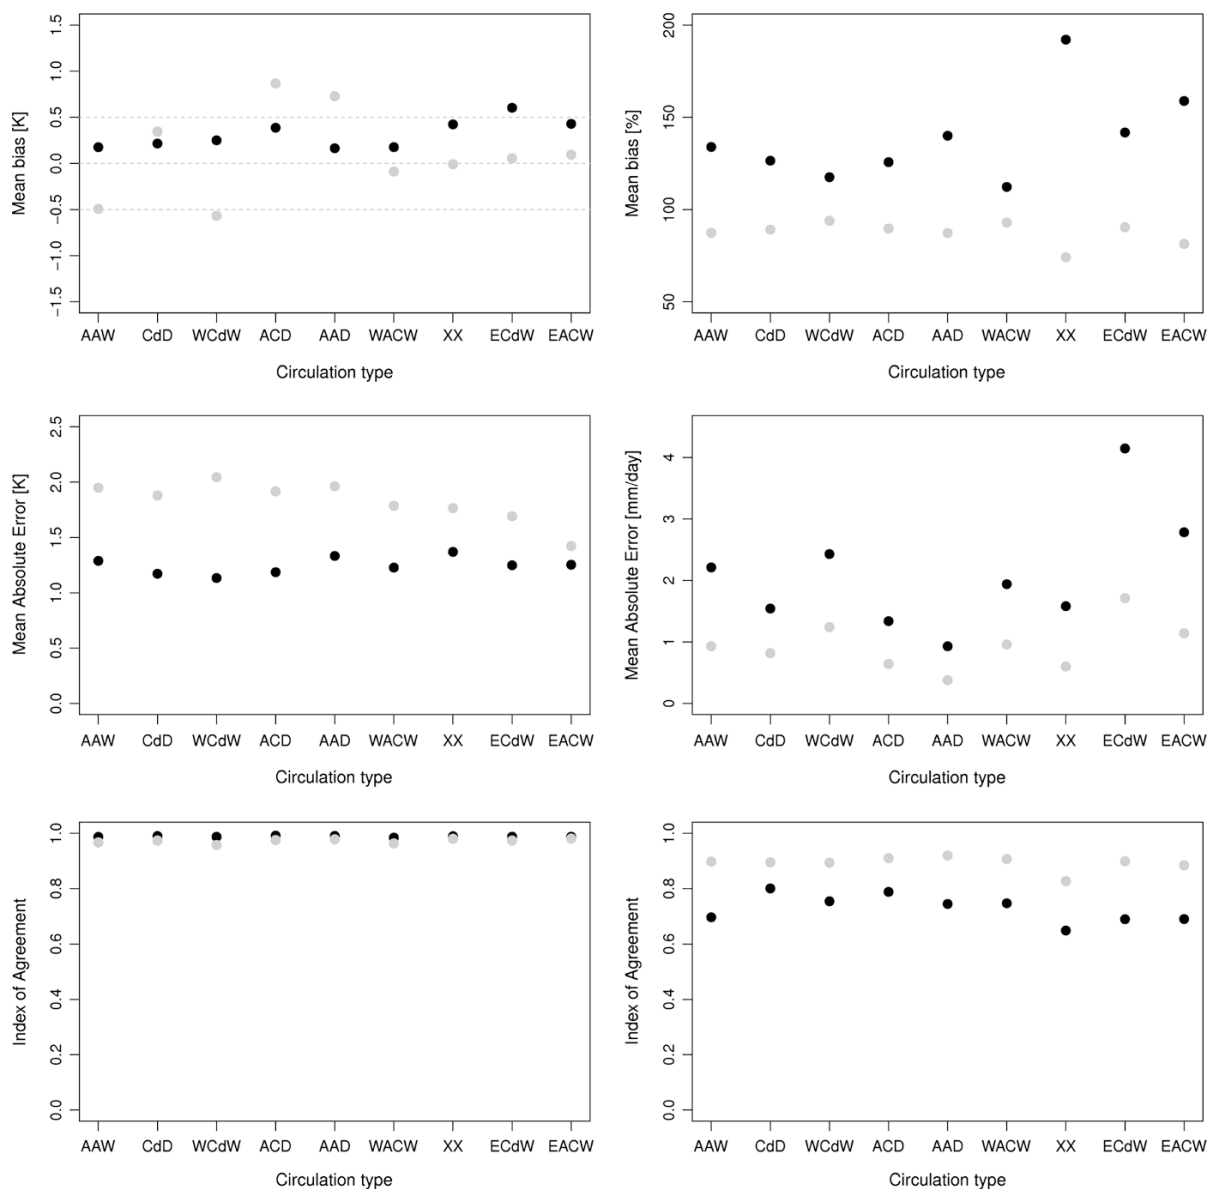 Mean bias [K]
1.5
1.0
0.5
0.0
−0.5
−1.0
−1.5
AAW CdD WCdW ACD AAD WACW XX ECdW EACW
Circulation type
Mean bias [%]
200
150
100
50
AAW CdD WCdW ACD AAD WACW XX ECdW EACW
Circulation type
Mean Absolute Error [K]
2.5
2.0
1.5
1.0
0.5
0.0
AAW CdD WCdW ACD AAD WACW XX ECdW EACW
Circulation type
Mean Absolute Error [mm/day]
4
3
2
1
0
AAW CdD WCdW ACD AAD WACW XX ECdW EACW
Circulation type
Index of Agreement
1.0
0.8
0.6
0.4
0.2
0.0
AAW CdD WCdW ACD AAD WACW XX ECdW EACW
Circulation type
Index of Agreement
1.0
0.8
0.6
0.4
0.2
0.0
AAW CdD WCdW ACD AAD WACW XX ECdW EACW
Circulation type